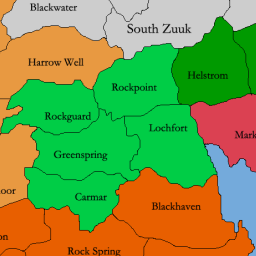 Blackwater
South Zuuk
Harrow Well
Helstrom
Rockpoint
Rockguard
Lochfort
Mark
Greenspring
oor
Carmar
Blackhaven
on
Rock Spring